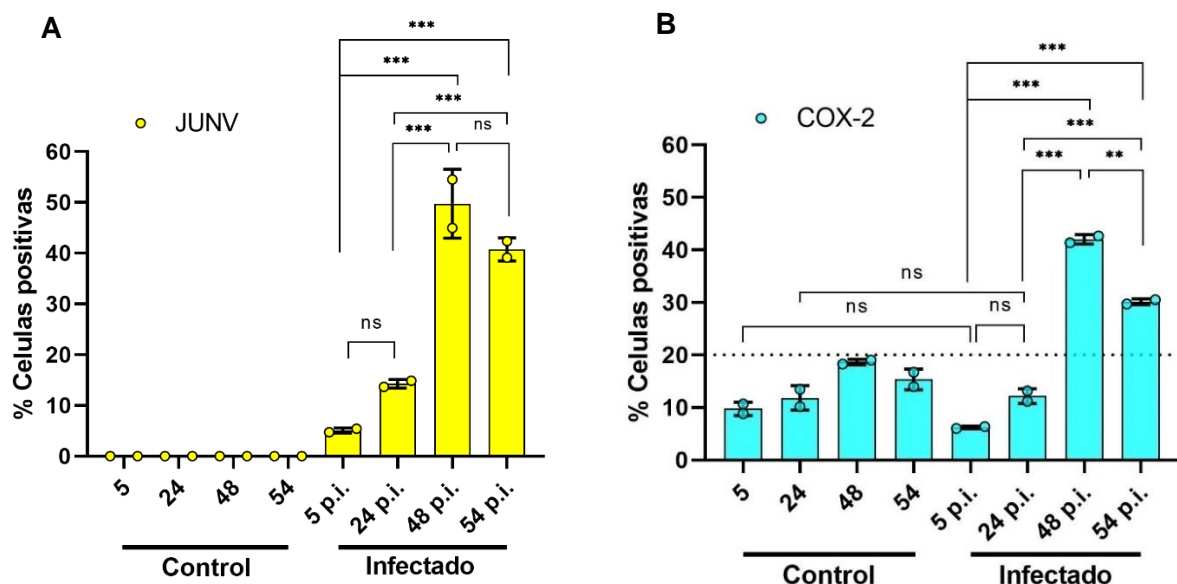 A
***
***
***
***
ns
JUNV
ns
% Celulas positivas
60
50
40
30
20
10
0
5
24
48
54
5 p.i.
24 p.i.
48 p.i.
54 p.i.
Control
Infectado
B
***
***
***
***
**
COX-2
ns
ns
ns
% Celulas positivas
60
50
40
30
20
10
0
5
24
48
54
5 p.i.
24 p.i.
48 p.i.
54 p.i.
Control
Infectado